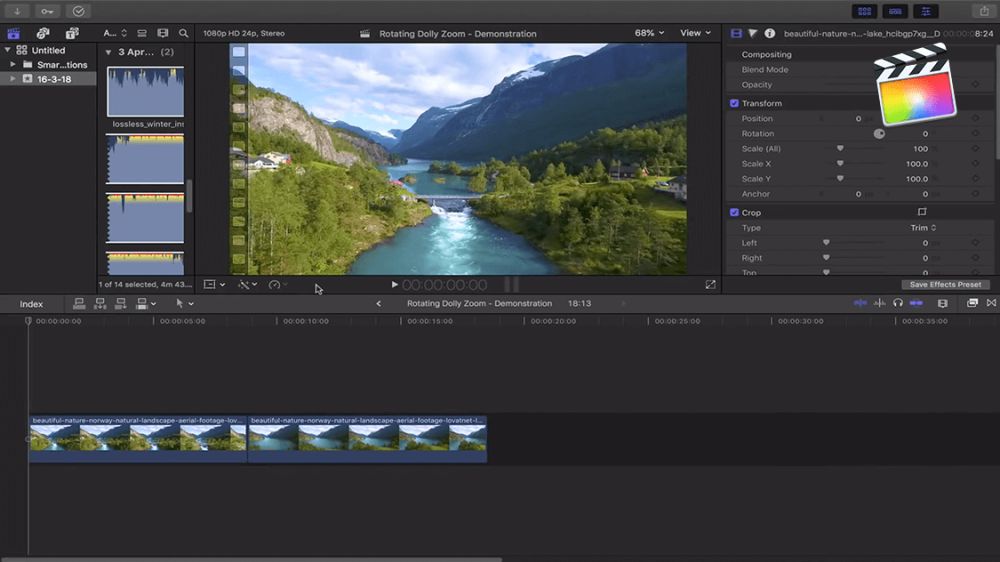 A...
1080p HD 24p, Stereo
Rotating Dolly Zoom - Demonstration
68%
View
beautiful-nature-n...-lake_hcibgp7xg__D
8:24
Untitled
Smar...tions
16-3-18
3 Apr... (2)
lossless_winter_ins
1 of 14 selected, 4m 43...
00:00:00:00
Compositing
Blend Mode
Opacity
Transform
Position 0
Rotation 0
Scale (All) 100
Scale X 100.0
Scale Y 100.0
Anchor 0 0
Crop
Type Trim
Left 0
Right 0
Top 0
Save Effects Preset
Index
Rotating Dolly Zoom - Demonstration 18:13
00:00:00:00 00:00:05:00 00:00:10:00 00:00:15:00 00:00:20:00 00:00:25:00 00:00:30:00 00:00:35:00
beautiful-nature-norway-natural-landscape-aerial-footage-lov... beautiful-nature-norway-natural-landscape-aerial-footage-lovatnet-l...